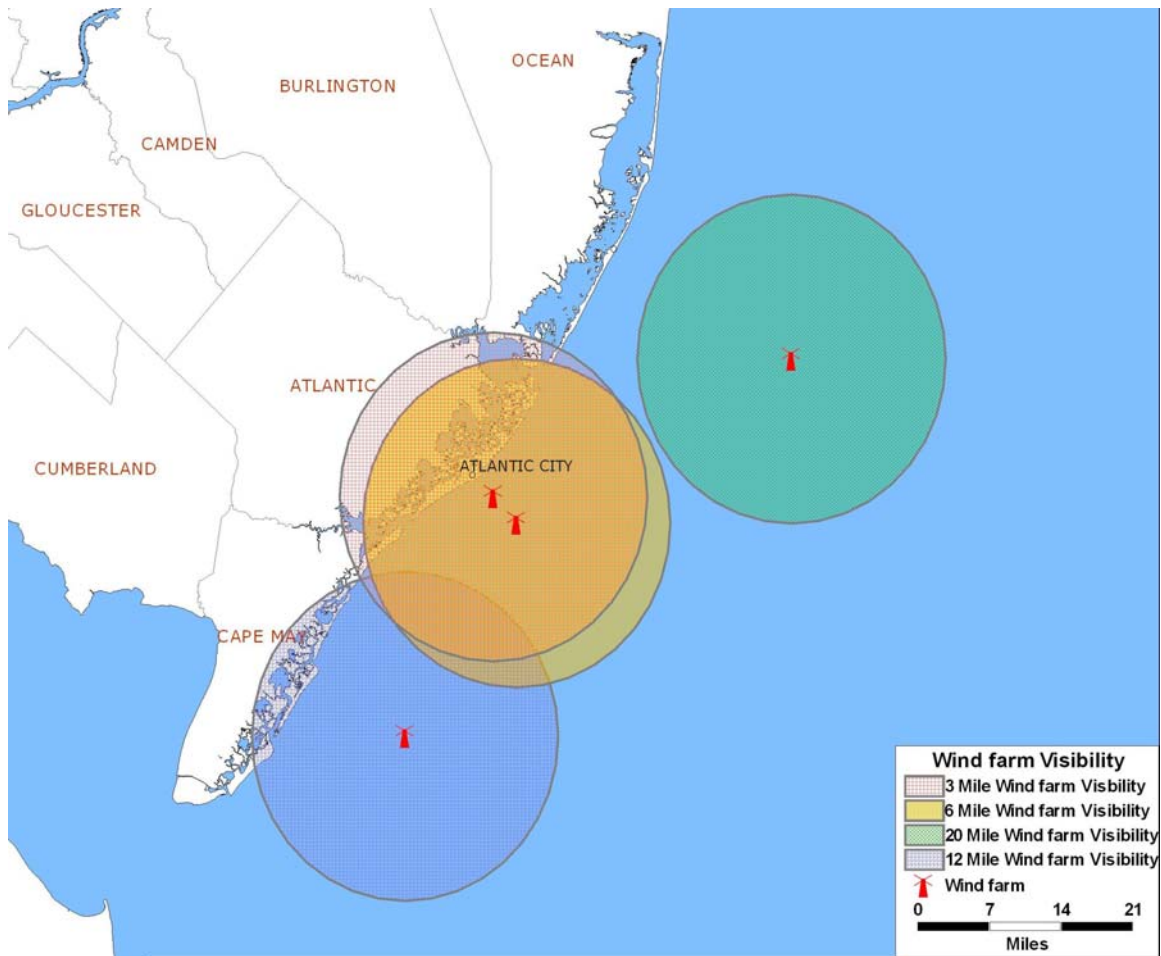 OCEAN
BURLINGTON
CAMDEN
GLOUCESTER
ATLANTIC
ATLANTIC CITY
CUMBERLAND
CAPE MAY
Wind farm Visibility
3 Mile Wind farm Visbility
6 Mile Wind farm Visibility
20 Mile Wind farm Visibility
12 Mile Wind farm Visibility
Wind farm
0 7 14 21
Miles